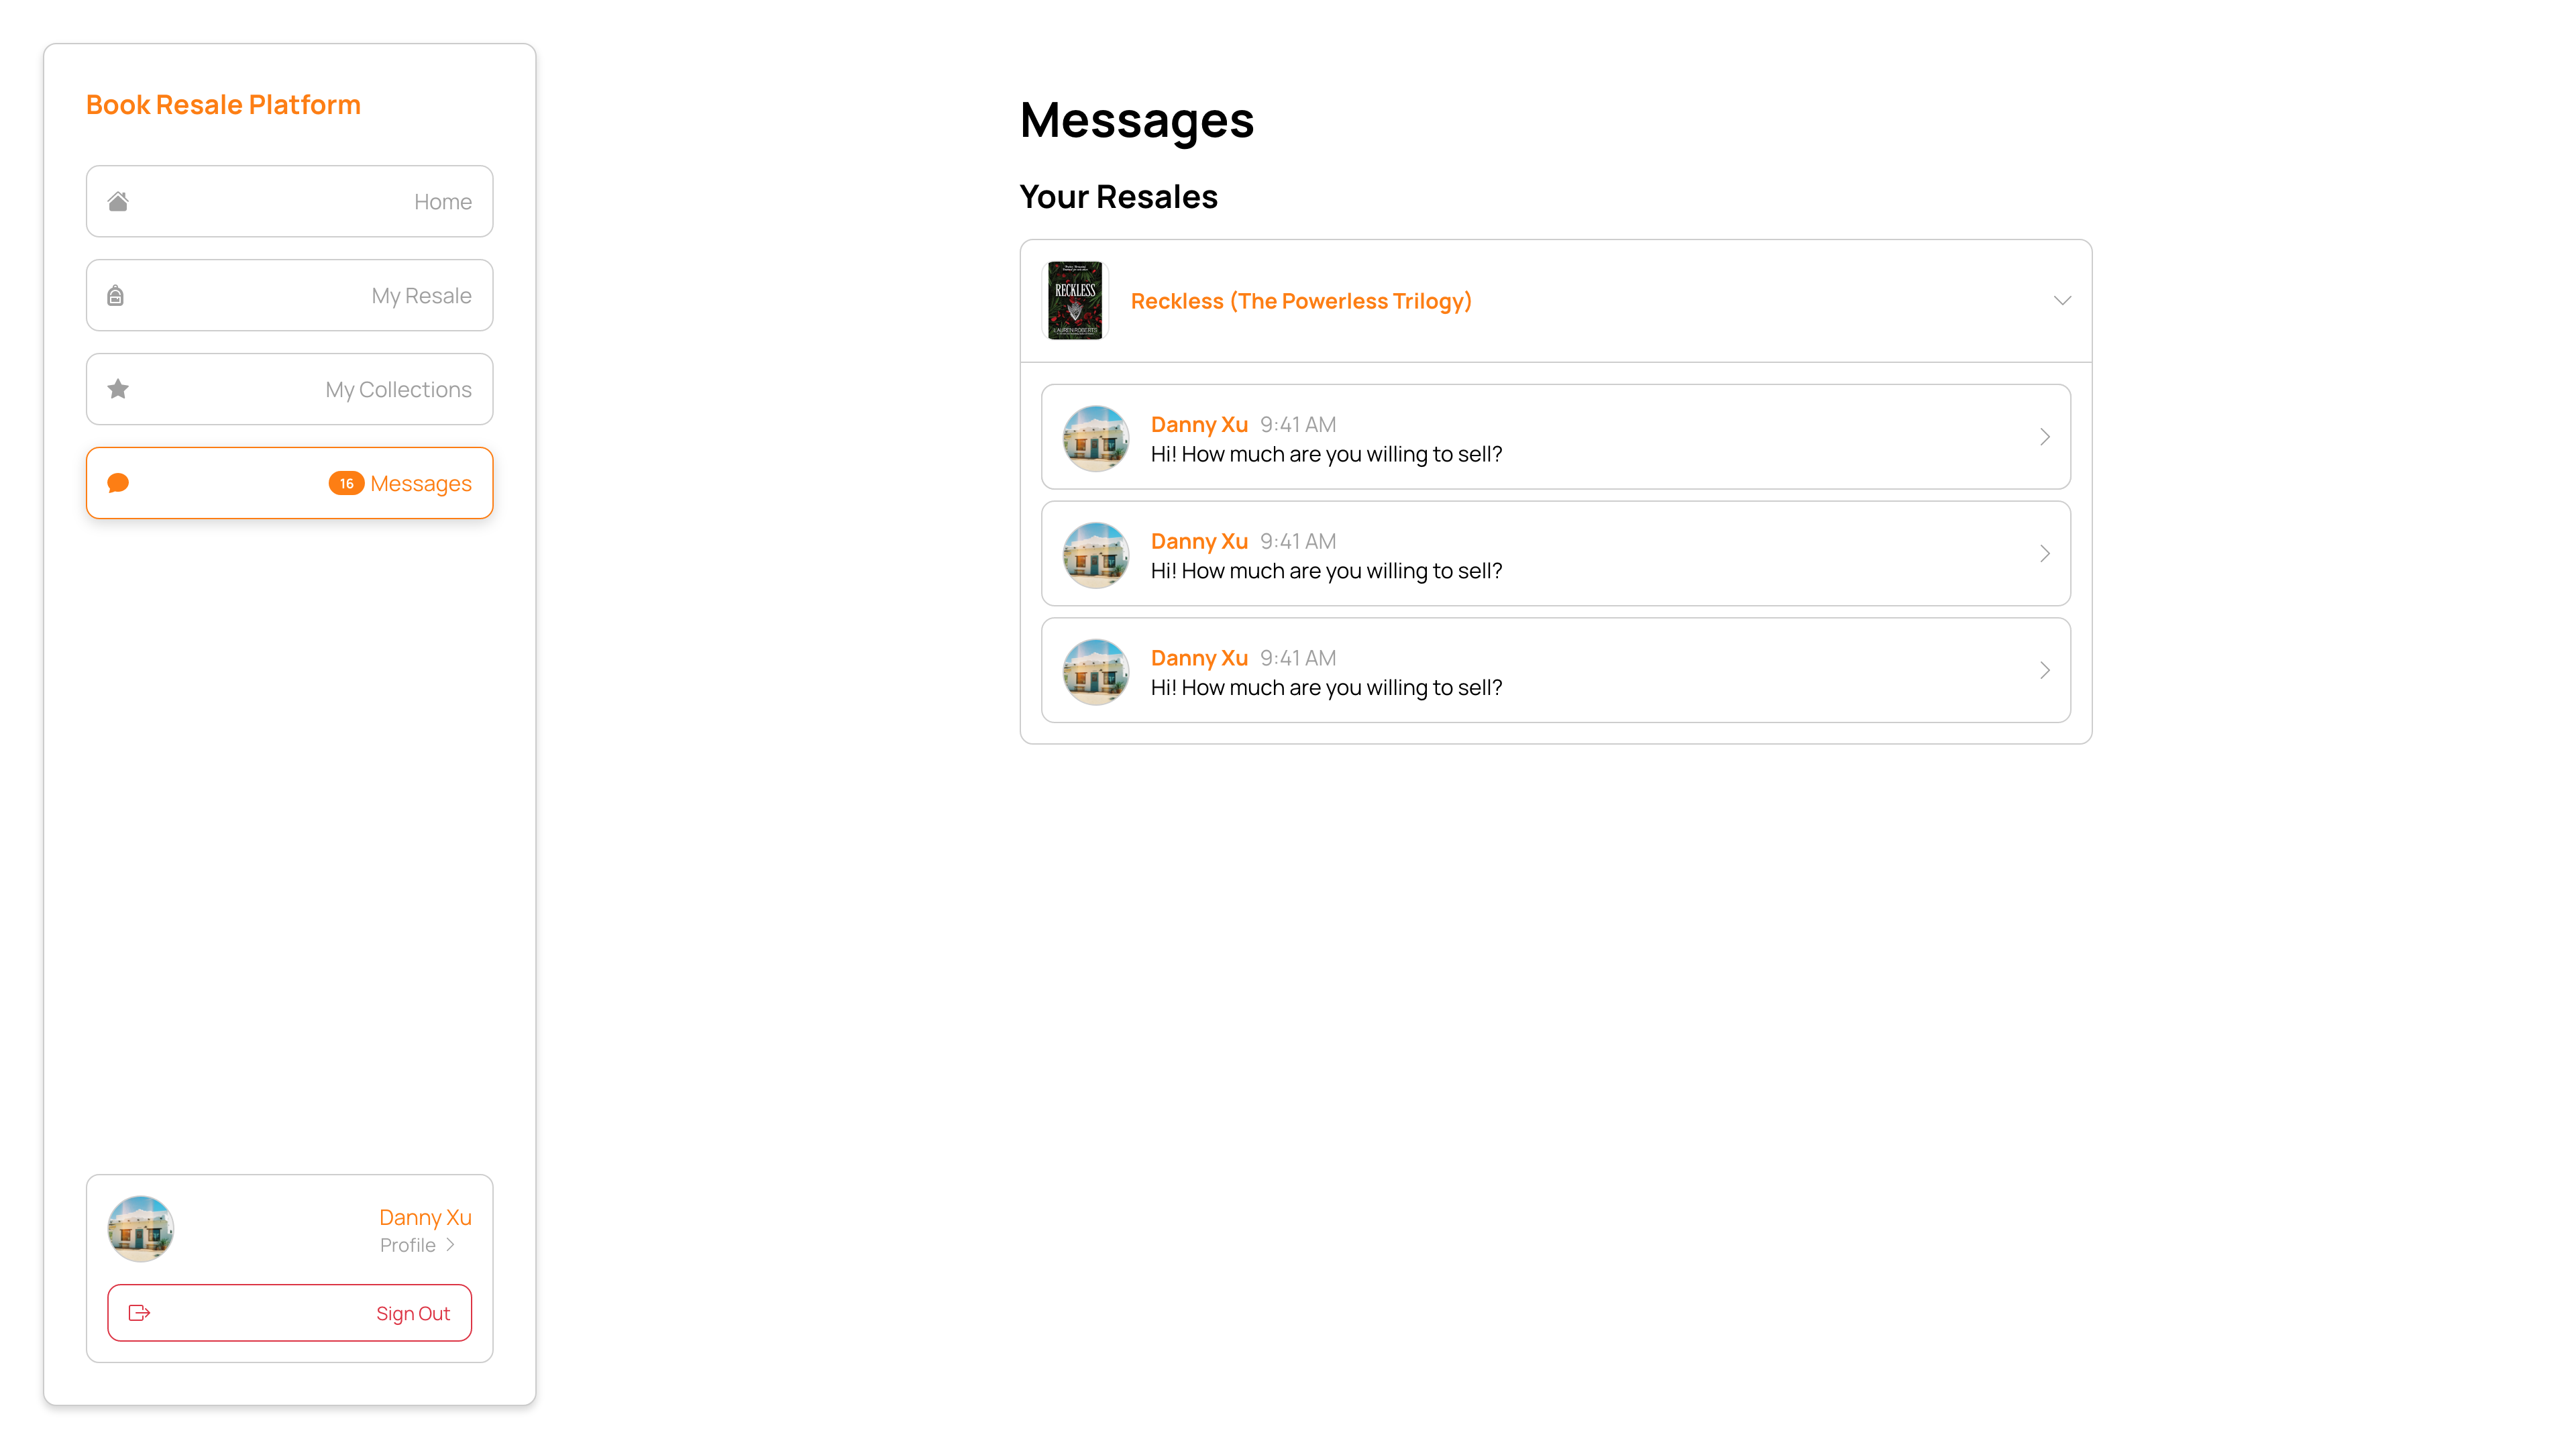 Book Resale Platform
Home
My Resale
My Collections
16 Messages
Danny Xu
Profile
Sign Out
Messages
Your Resales
RECKLESS
LAUREN ROBERTS
Reckless (The Powerless Trilogy)
Danny Xu 9:41 AM
Hi! How much are you willing to sell?
Danny Xu 9:41 AM
Hi! How much are you willing to sell?
Danny Xu 9:41 AM
Hi! How much are you willing to sell?